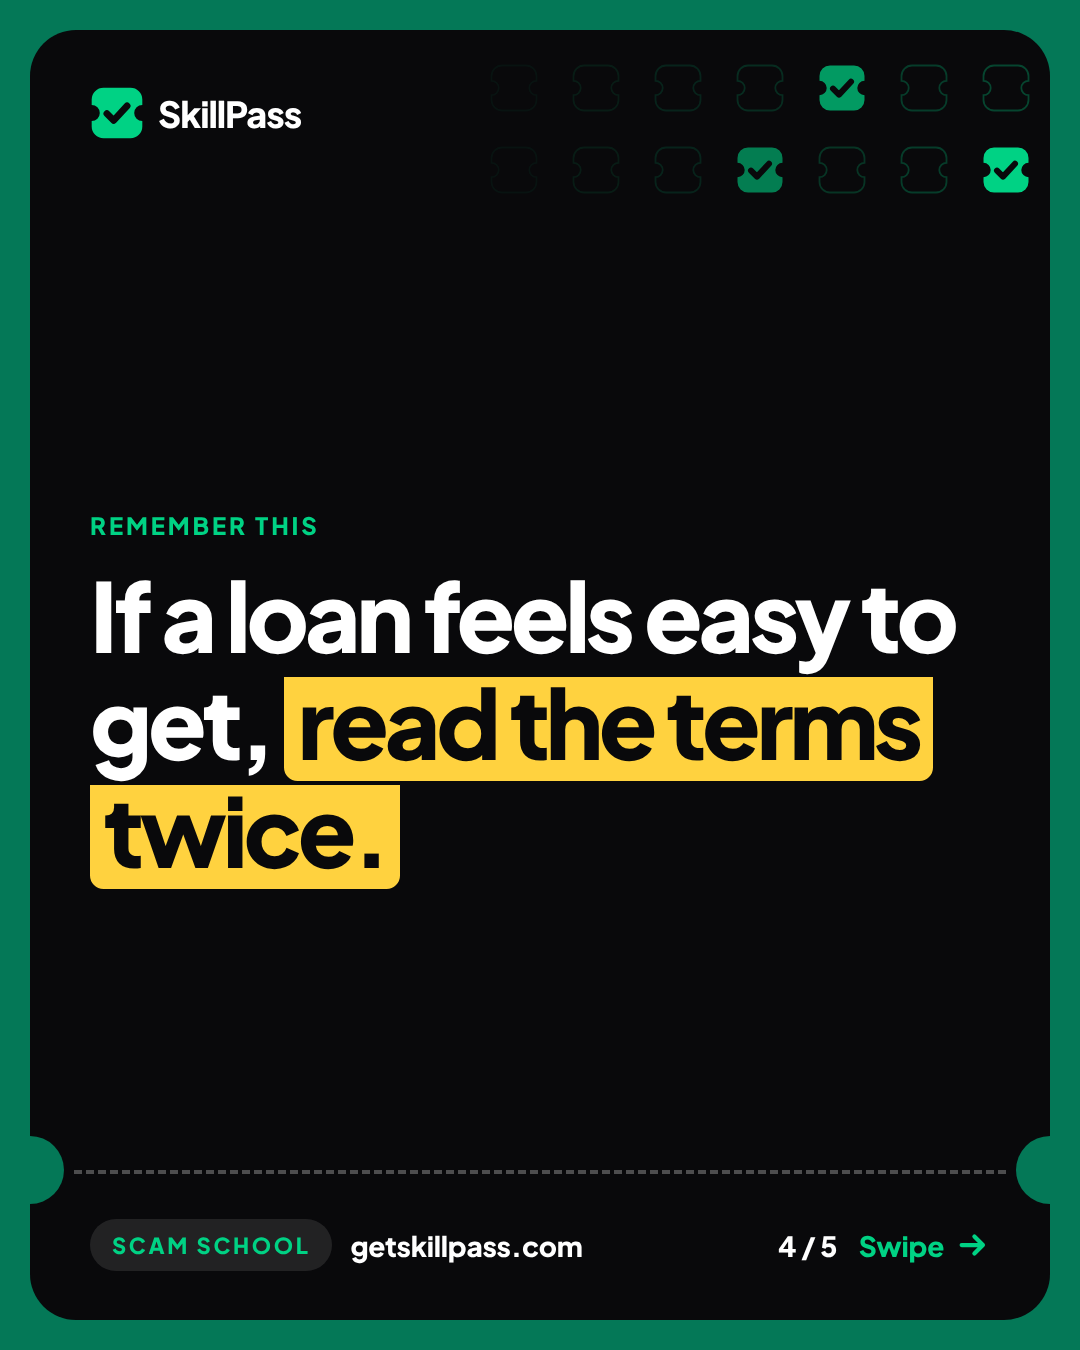 SkillPass
REMEMBER THIS
If a loan feels easy to
get, read the terms
twice.
SCAM SCHOOL getskillpass.com 4 / 5 Swipe →